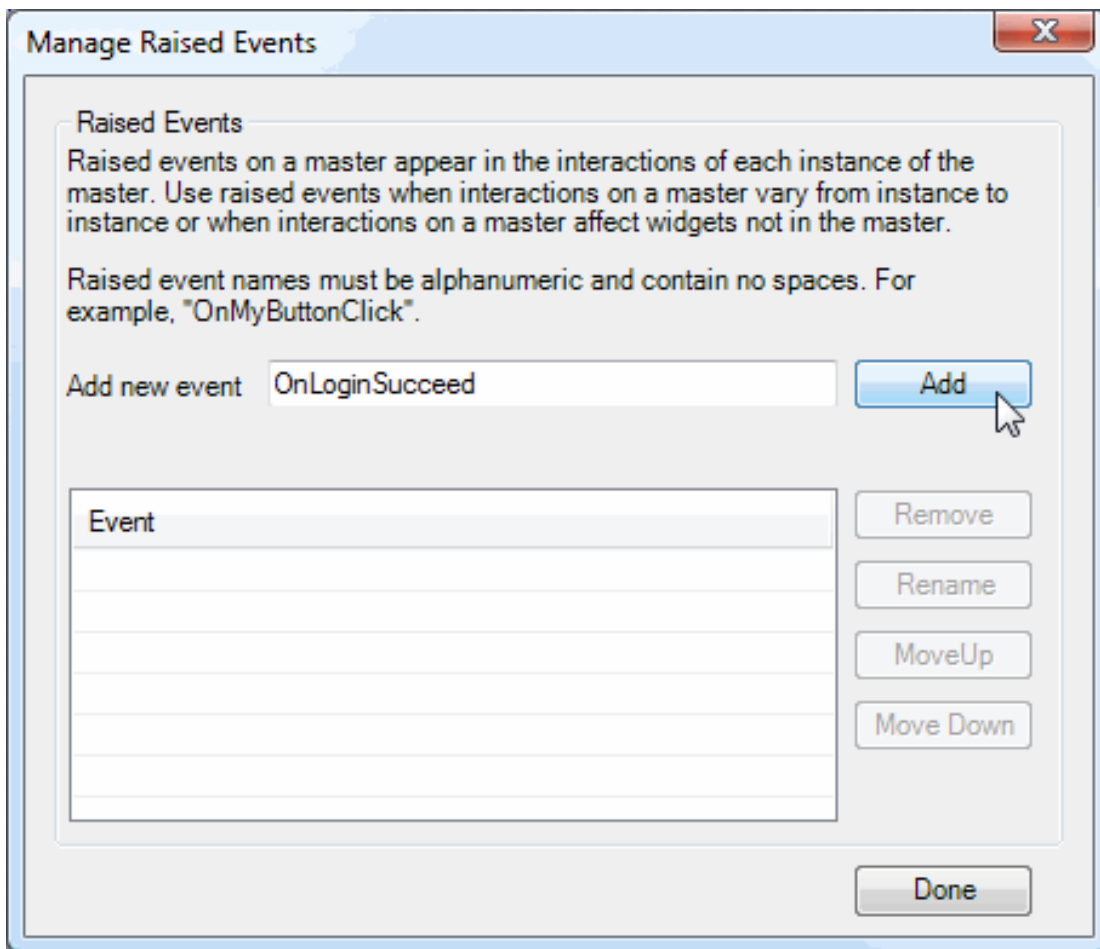 Manage Raised Events
Raised Events
Raised events on a master appear in the interactions of each instance of the
master. Use raised events when interactions on a master vary from instance to
instance or when interactions on a master affect widgets not in the master.
Raised event names must be alphanumeric and contain no spaces. For
example, "OnMyButtonClick".
Add new event OnLoginSucceed Add
Event
Remove
Rename
MoveUp
Move Down
Done